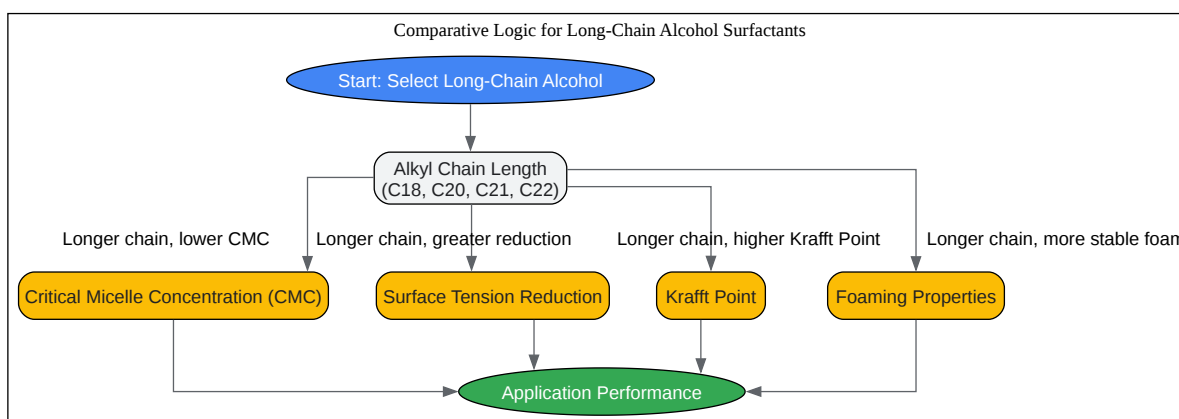 Comparative Logic for Long-Chain Alcohol Surfactants
Start: Select Long-Chain Alcohol
Alkyl Chain Length
(C18, C20, C21, C22)
Longer chain, lower CMC
Longer chain, greater reduction
Longer chain, higher Krafft Point
Longer chain, more stable foam
Critical Micelle Concentration (CMC)
Surface Tension Reduction
Krafft Point
Foaming Properties
Application Performance